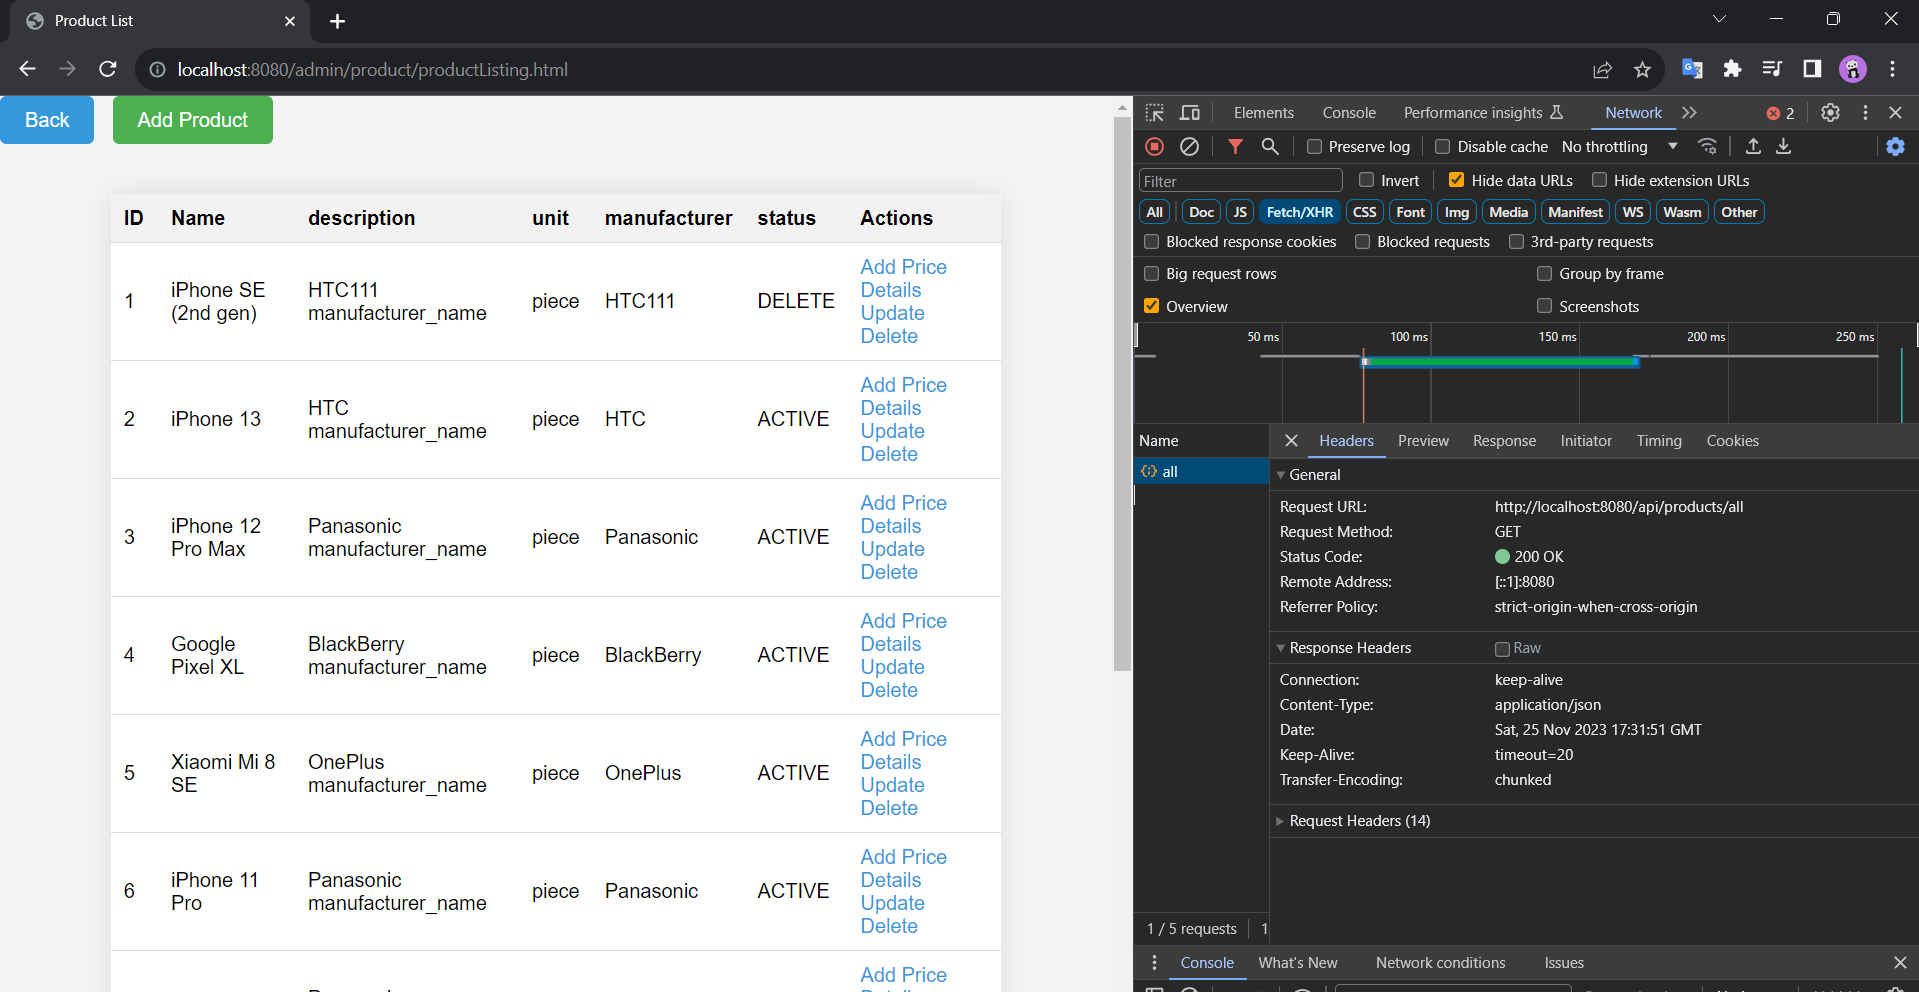 Product List
localhost:8080/admin/product/productListing.html
Back
Add Product
ID Name description unit manufacturer status Actions
1 iPhone SE (2nd gen) HTC111 manufacturer_name piece HTC111 DELETE Add Price Details Update Delete
2 iPhone 13 HTC manufacturer_name piece HTC ACTIVE Add Price Details Update Delete
3 iPhone 12 Pro Max Panasonic manufacturer_name piece Panasonic ACTIVE Add Price Details Update Delete
4 Google Pixel XL BlackBerry manufacturer_name piece BlackBerry ACTIVE Add Price Details Update Delete
5 Xiaomi Mi 8 SE OnePlus manufacturer_name piece OnePlus ACTIVE Add Price Details Update Delete
6 iPhone 11 Pro Panasonic manufacturer_name piece Panasonic ACTIVE Add Price Details Update Delete
Add Price
Elements Console Performance insights Network 2
Preserve log Disable cache No throttling
Filter Invert Hide data URLs Hide extension URLs
All Doc JS Fetch/XHR CSS Font Img Media Manifest WS Wasm Other
Blocked response cookies Blocked requests 3rd-party requests
Big request rows Group by frame
Overview Screenshots
50 ms 100 ms 150 ms 200 ms 250 ms
Name Headers Preview Response Initiator Timing Cookies
all
General
Request URL: http://localhost:8080/api/products/all
Request Method: GET
Status Code: 200 OK
Remote Address: [::1]:8080
Referrer Policy: strict-origin-when-cross-origin
Response Headers Raw
Connection: keep-alive
Content-Type: application/json
Date: Sat, 25 Nov 2023 17:31:51 GMT
Keep-Alive: timeout=20
Transfer-Encoding: chunked
Request Headers (14)
1 / 5 requests 1
Console What's New Network conditions Issues